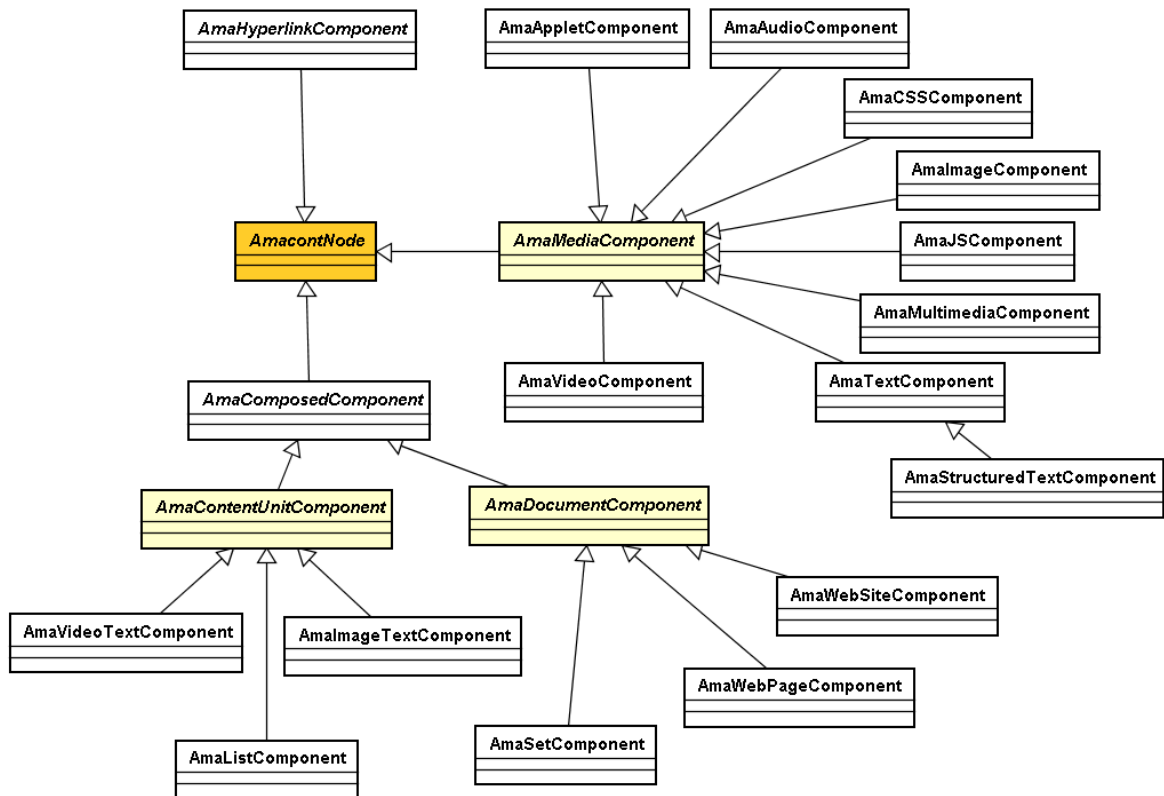 AmaHyperlinkComponent
AmaAppletComponent
AmaAudioComponent
AmaCSSComponent
AmaImageComponent
AmacontNode
AmaMediaComponent
AmaJSComponent
AmaMultimediaComponent
AmaVideoComponent
AmaTextComponent
AmaComposedComponent
AmaStructuredTextComponent
AmaContentUnitComponent
AmaDocumentComponent
AmaWebSiteComponent
AmaVideoTextComponent
AmaImageTextComponent
AmaWebPageComponent
AmaSetComponent
AmaListComponent